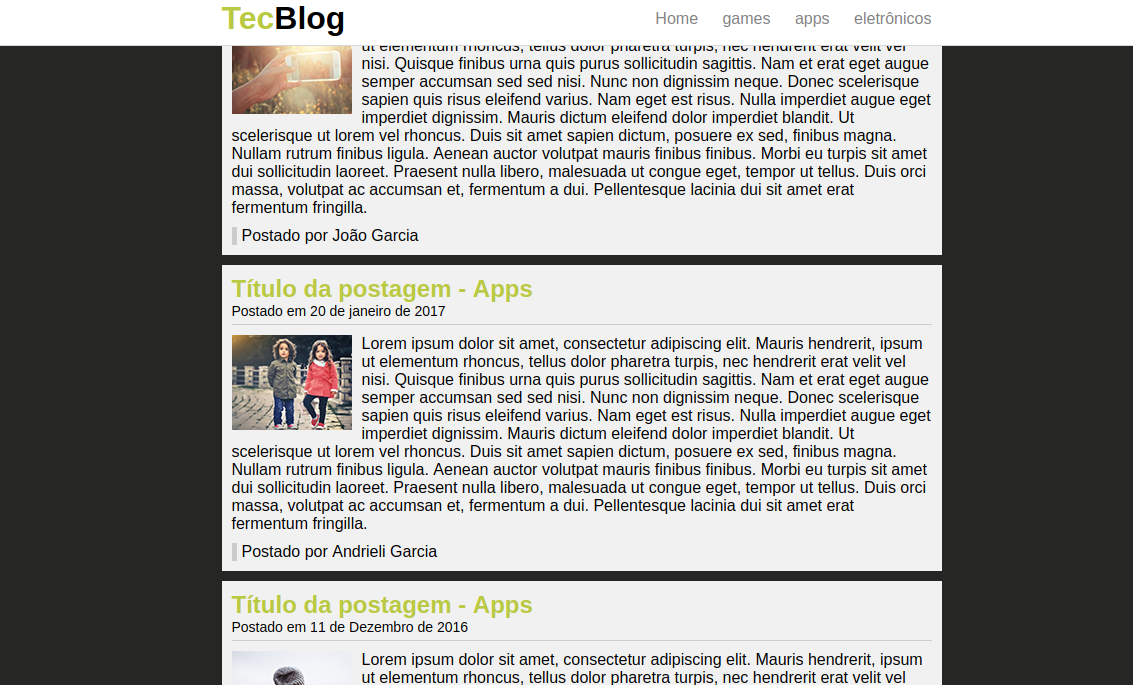 TecBlog
Home games apps eletrônicos
ut elementum rhoncus, tellus dolor pharetra turpis, nec hendrerit erat velit vel
nisi. Quisque finibus urna quis purus sollicitudin sagittis. Nam et erat eget augue
semper accumsan sed sed nisi. Nunc non dignissim neque. Donec scelerisque
sapien quis risus eleifend varius. Nam eget est risus. Nulla imperdiet augue eget
imperdiet dignissim. Mauris dictum eleifend dolor imperdiet blandit. Ut
scelerisque ut lorem vel rhoncus. Duis sit amet sapien dictum, posuere ex sed, finibus magna.
Nullam rutrum finibus ligula. Aenean auctor volutpat mauris finibus finibus. Morbi eu turpis sit amet
dui sollicitudin laoreet. Praesent nulla libero, malesuada ut congue eget, tempor ut tellus. Duis orci
massa, volutpat ac accumsan et, fermentum a dui. Pellentesque lacinia dui sit amet erat
fermentum fringilla.
Postado por João Garcia
Título da postagem - Apps
Postado em 20 de janeiro de 2017
Lorem ipsum dolor sit amet, consectetur adipiscing elit. Mauris hendrerit, ipsum
ut elementum rhoncus, tellus dolor pharetra turpis, nec hendrerit erat velit vel
nisi. Quisque finibus urna quis purus sollicitudin sagittis. Nam et erat eget augue
semper accumsan sed sed nisi. Nunc non dignissim neque. Donec scelerisque
sapien quis risus eleifend varius. Nam eget est risus. Nulla imperdiet augue eget
imperdiet dignissim. Mauris dictum eleifend dolor imperdiet blandit. Ut
scelerisque ut lorem vel rhoncus. Duis sit amet sapien dictum, posuere ex sed, finibus magna.
Nullam rutrum finibus ligula. Aenean auctor volutpat mauris finibus finibus. Morbi eu turpis sit amet
dui sollicitudin laoreet. Praesent nulla libero, malesuada ut congue eget, tempor ut tellus. Duis orci
massa, volutpat ac accumsan et, fermentum a dui. Pellentesque lacinia dui sit amet erat
fermentum fringilla.
Postado por Andrieli Garcia
Título da postagem - Apps
Postado em 11 de Dezembro de 2016
Lorem ipsum dolor sit amet, consectetur adipiscing elit. Mauris hendrerit, ipsum
ut elementum rhoncus, tellus dolor pharetra turpis, nec hendrerit erat velit vel